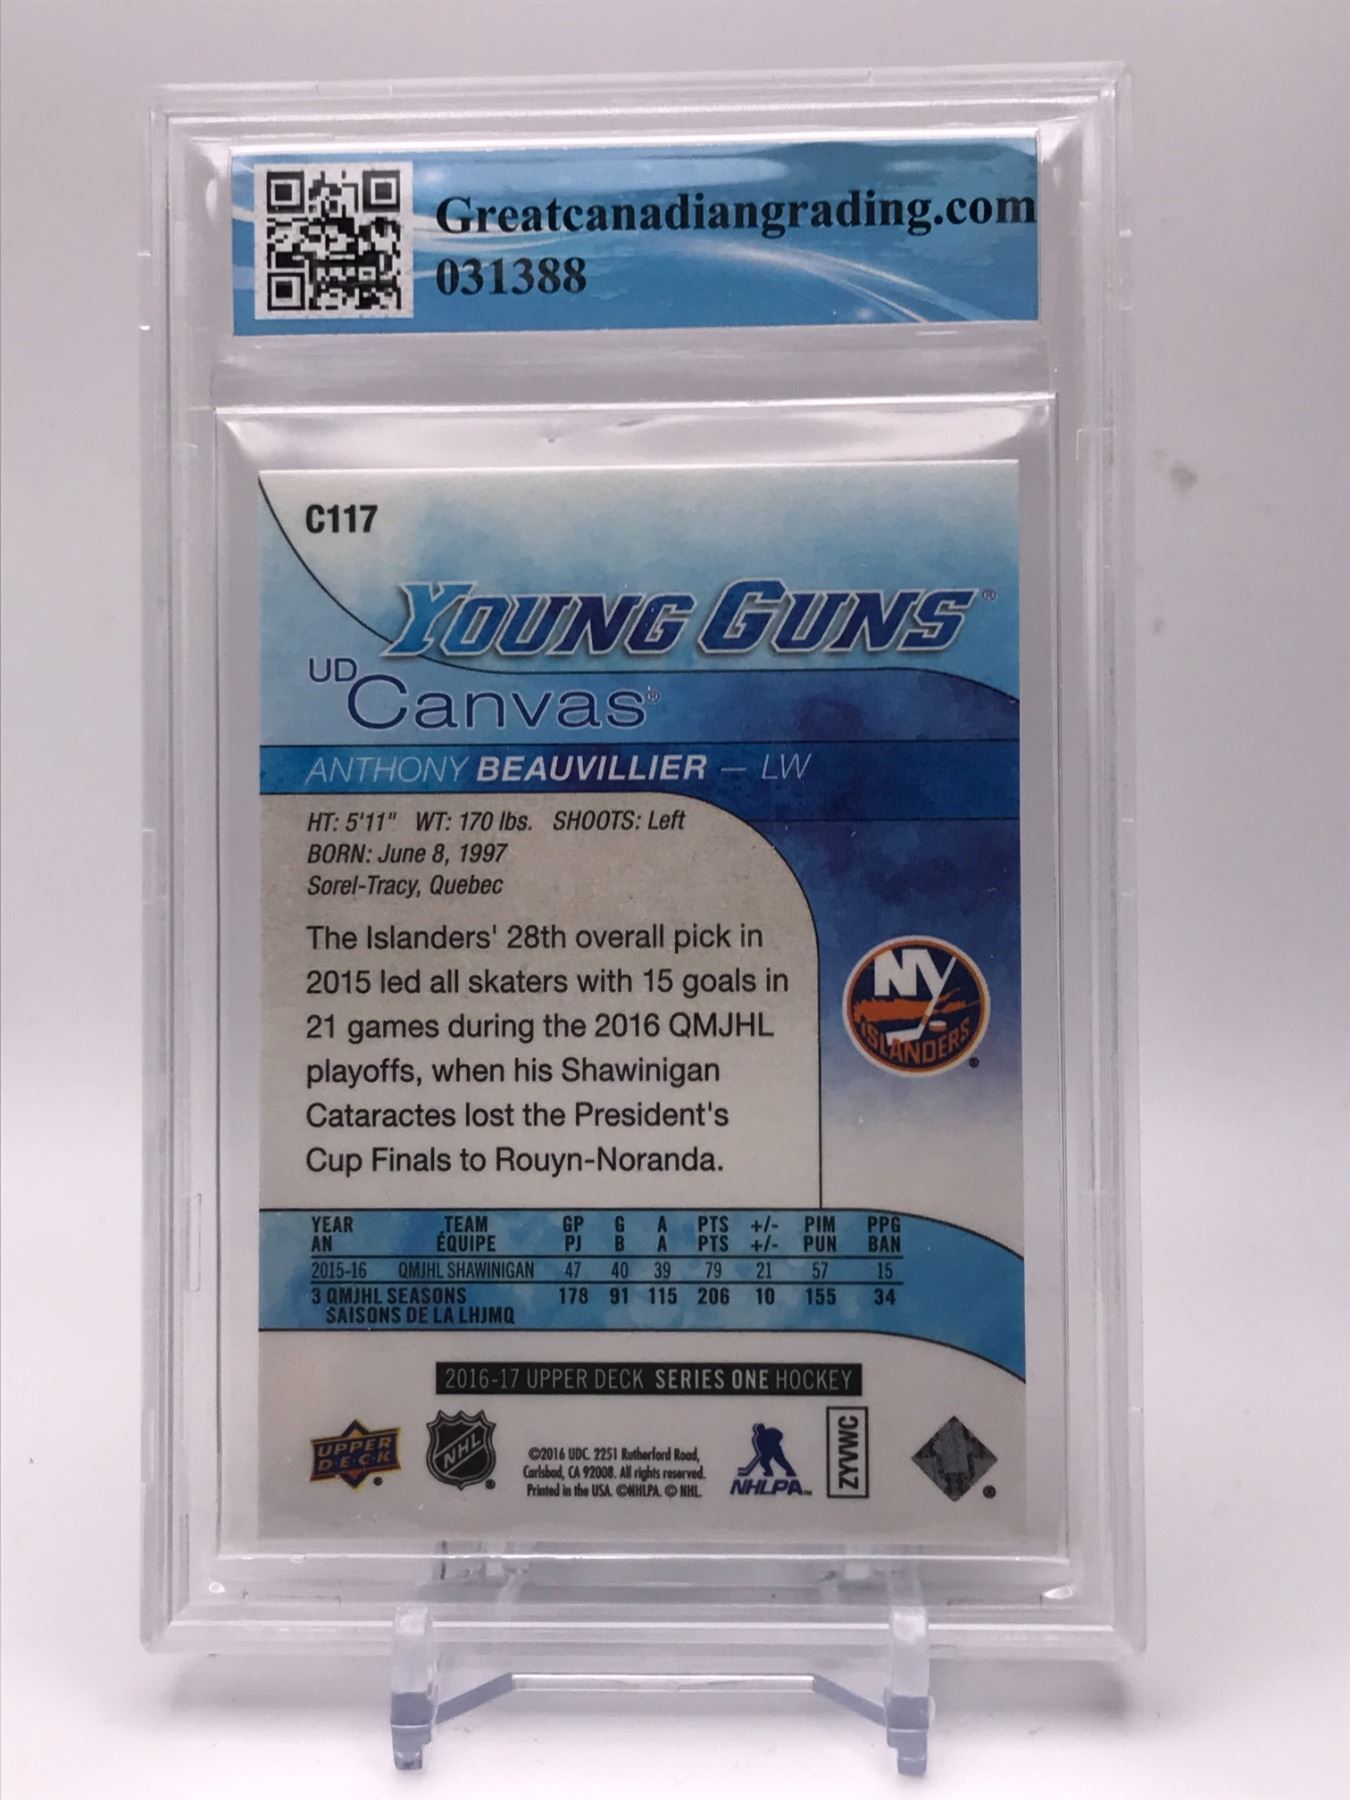 Greatcanadiangrading.com
031388
C117
YOUNG GUNS®
UD Canvas®
ANTHONY BEAUVILLIER — LW
HT: 5'11" WT: 170 lbs. SHOOTS: Left
BORN: June 8, 1997
Sorel-Tracy, Quebec
The Islanders' 28th overall pick in
2015 led all skaters with 15 goals in
21 games during the 2016 QMJHL
playoffs, when his Shawinigan
Cataractes lost the President's
Cup Finals to Rouyn-Noranda.
NY
ISLANDERS
®
YEAR TEAM GP G A PTS +/- PIM PPG
AN ÉQUIPE PJ B A PTS +/- PUN BAN
2015-16 QMJHL SHAWINIGAN 47 40 39 79 21 57 15
3 QMJHL SEASONS 178 91 115 206 10 155 34
SAISONS DE LA LHJMQ
2016-17 UPPER DECK SERIES ONE HOCKEY
UPPER
D·E·C·K
®
NHL
®
©2016 UDC. 2251 Rutherford Road,
Carlsbad, CA 92008. All rights reserved.
Printed in the USA. ©NHLPA. © NHL.
NHLPA™
ZYVWC
®